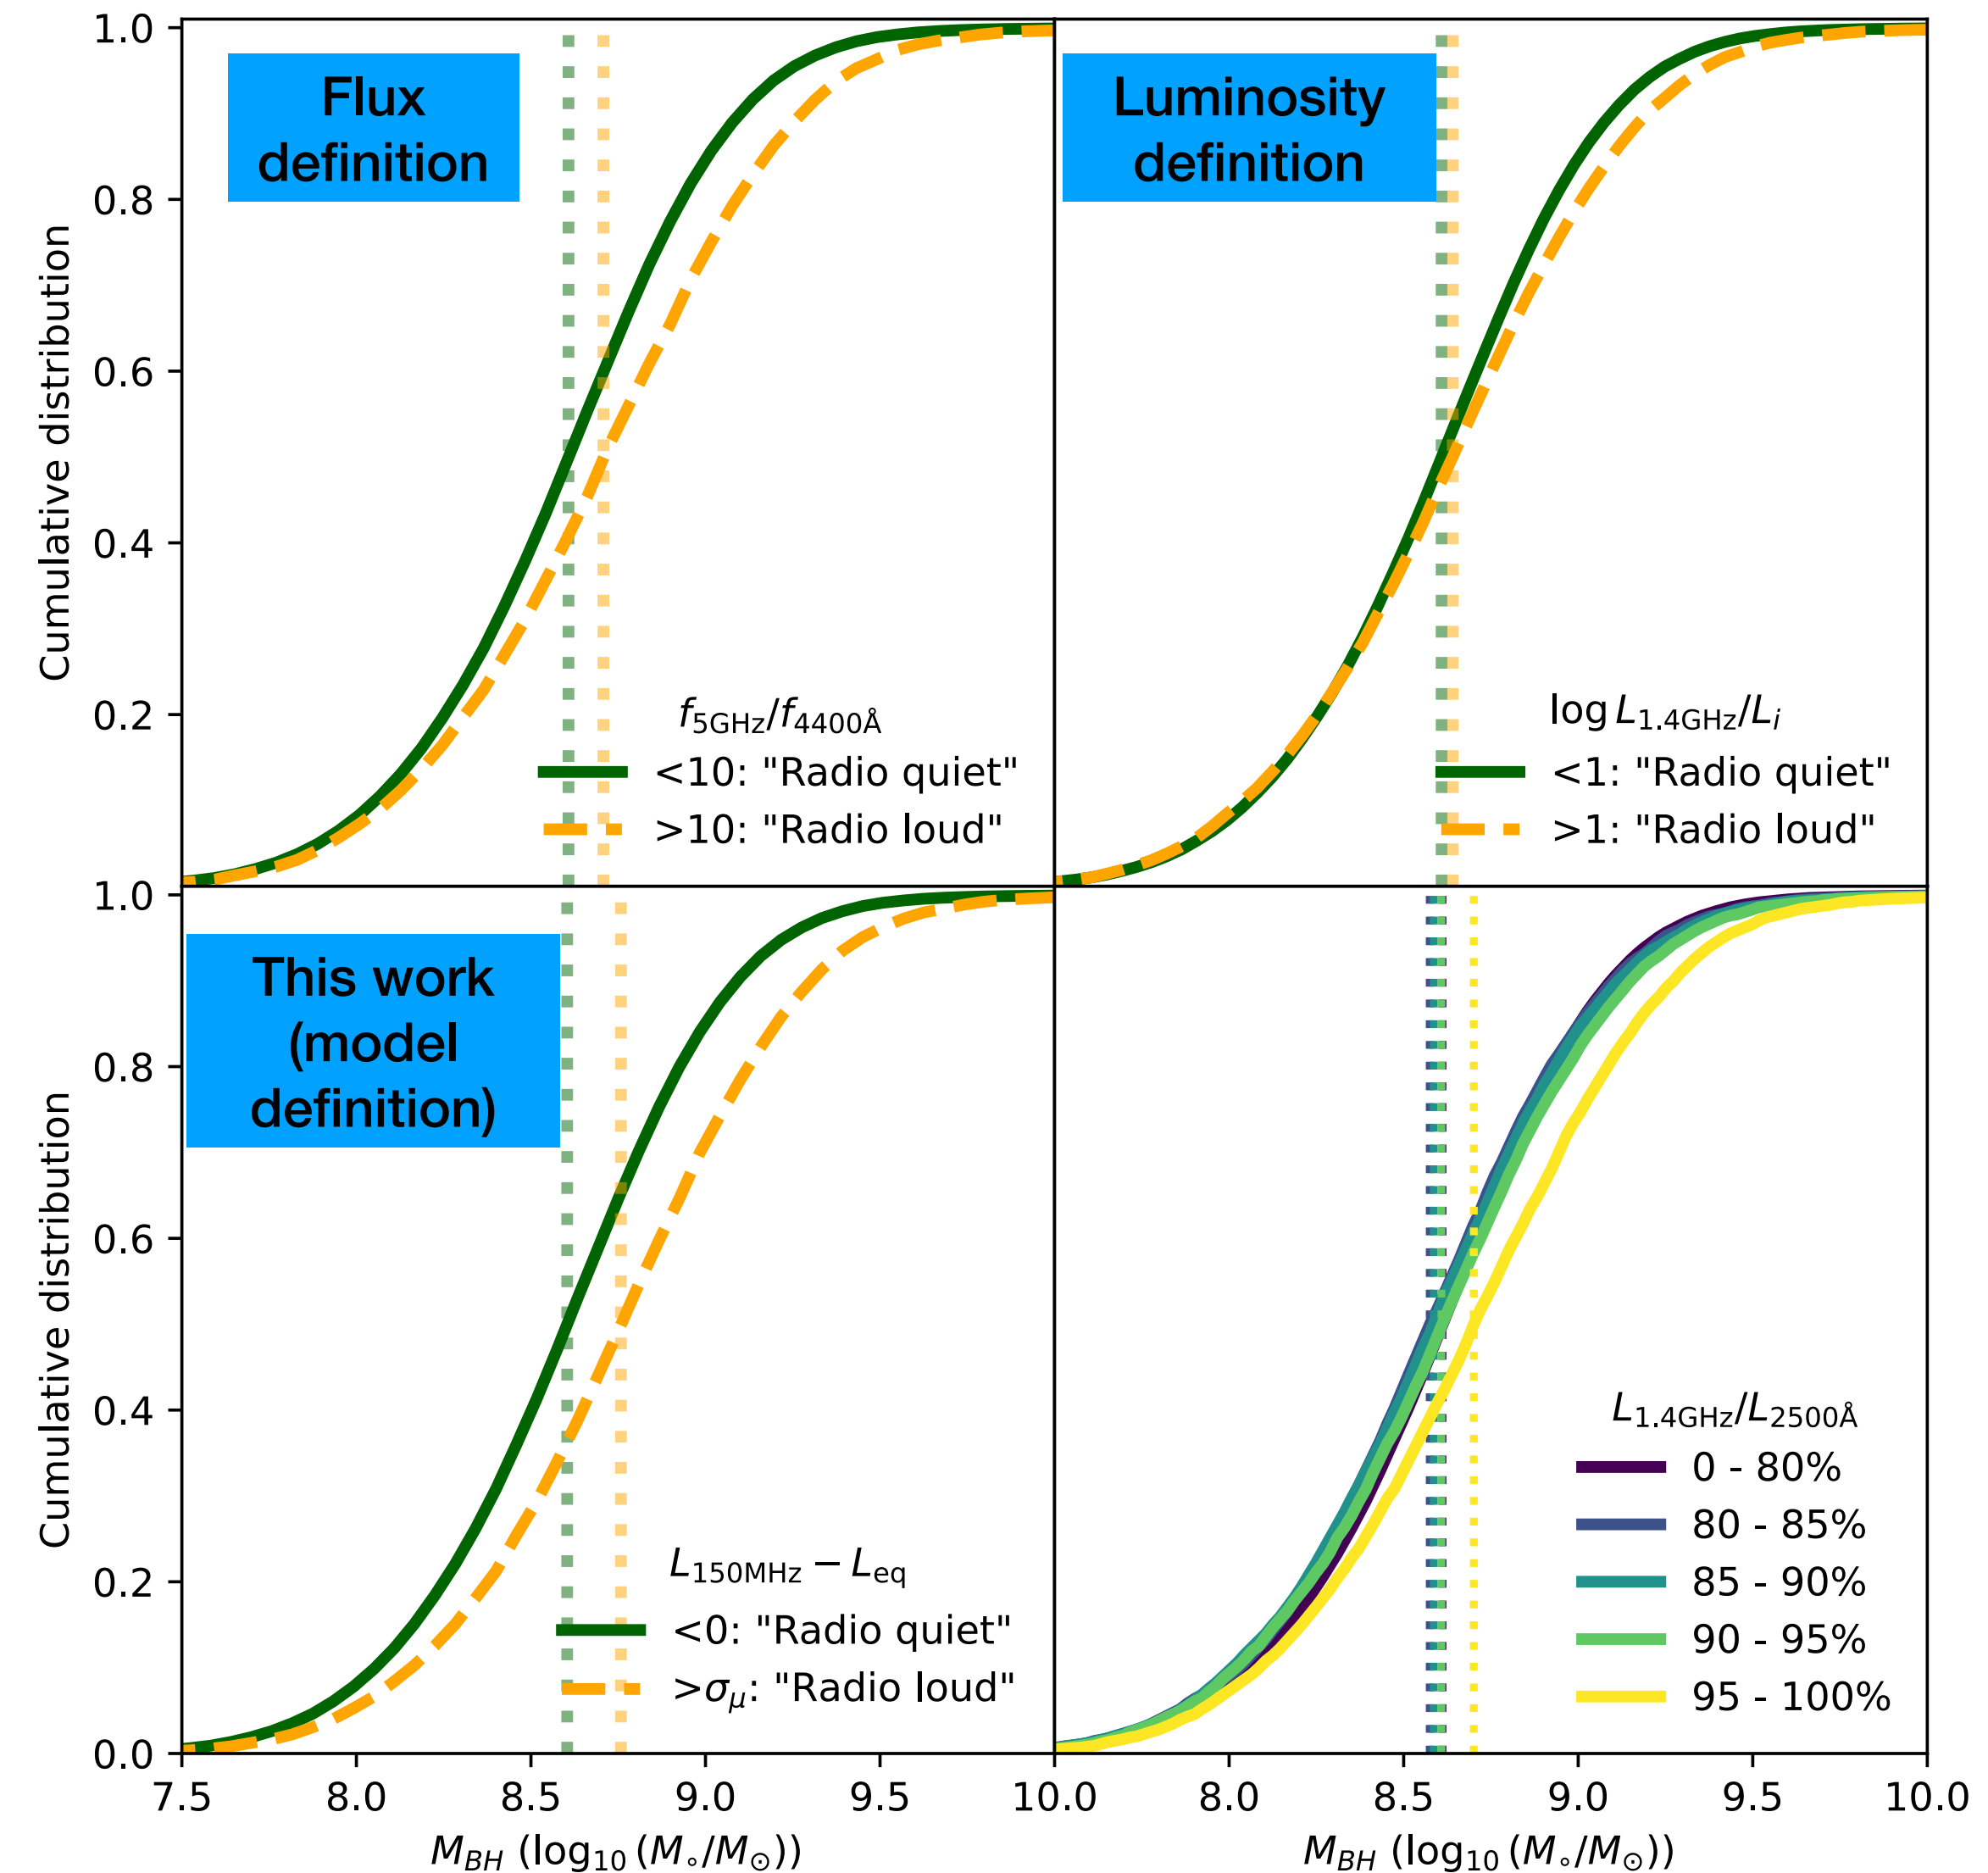 Flux
definition
Cumulative distribution
1.0
0.8
0.6
0.4
0.2
f5GHz/f4400Å
<10: "Radio quiet"
>10: "Radio loud"
Luminosity
definition
log L1.4GHz/Li
<1: "Radio quiet"
>1: "Radio loud"
This work
(model
definition)
Cumulative distribution
1.0
0.8
0.6
0.4
0.2
0.0
L150MHz − Leq
<0: "Radio quiet"
>σμ: "Radio loud"
7.5 8.0 8.5 9.0 9.5 10.0
MBH (log10 (M∘/M⊙))
L1.4GHz/L2500Å
0 - 80%
80 - 85%
85 - 90%
90 - 95%
95 - 100%
8.0 8.5 9.0 9.5 10.0
MBH (log10 (M∘/M⊙))